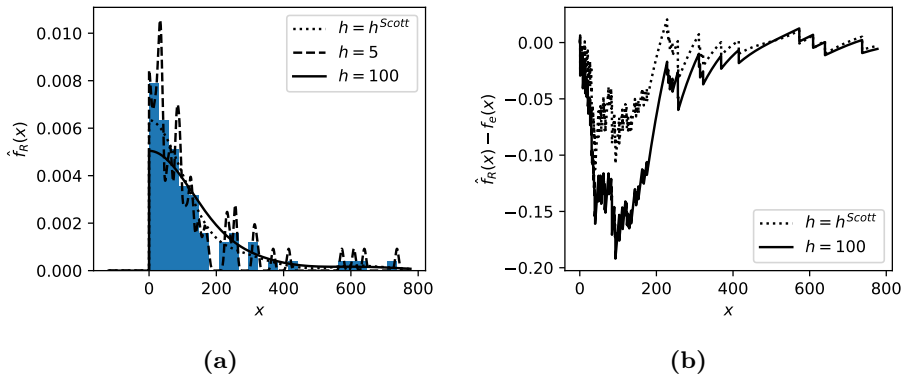 0.010
0.008
0.006
0.004
0.002
0.000
f̂_R(x)
h = h^{Scott}
h = 5
h = 100
0 200 400 600 800
x
(a)
0.00
−0.05
−0.10
−0.15
−0.20
f̂_R(x) − f_e(x)
h = h^{Scott}
h = 100
0 200 400 600 800
x
(b)